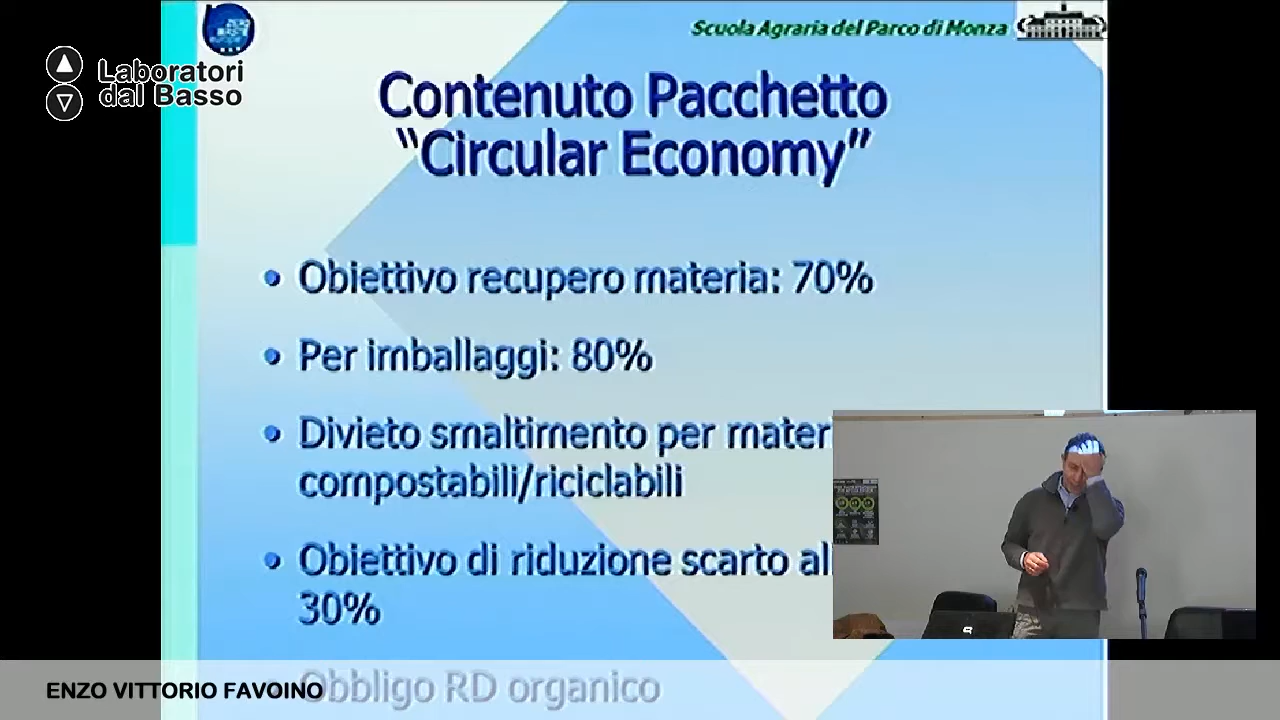 Scuola Agraria del Parco di Monza
Laboratori
dal Basso
Contenuto Pacchetto
“Circular Economy”
• Obiettivo recupero materia: 70%
• Per imballaggi: 80%
• Divieto smaltimento per mater
compostabili/riciclabili
• Obiettivo di riduzione scarto al
30%
Obbligo RD organico
ENZO VITTORIO FAVOINO